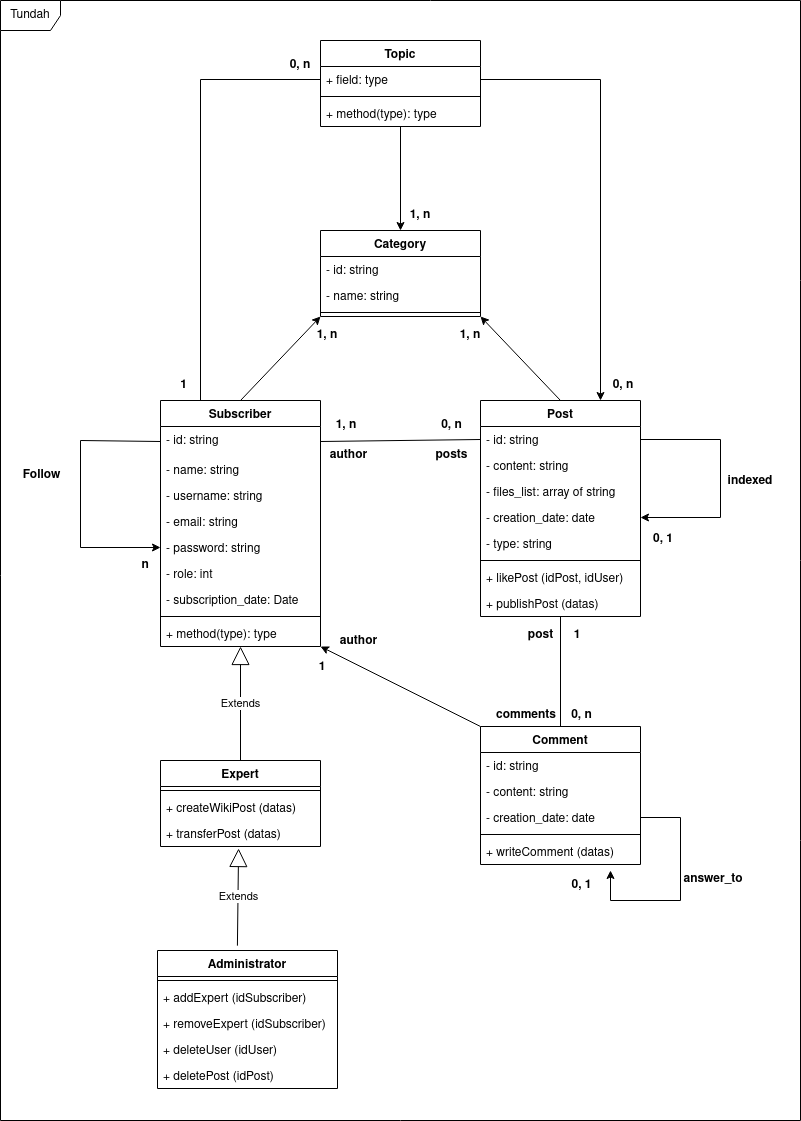 Tundah
Topic
+ field: type
+ method(type): type
0, n
1, n
Category
- id: string
- name: string
1, n
1, n
1
0, n
Subscriber
- id: string
- name: string
- username: string
- email: string
- password: string
- role: int
- subscription_date: Date
+ method(type): type
Follow
n
1, n
0, n
author
posts
Post
- id: string
- content: string
- files_list: array of string
- creation_date: date
- type: string
+ likePost (idPost, idUser)
+ publishPost (datas)
indexed
0, 1
post
1
author
1
comments
0, n
Extends
Comment
- id: string
- content: string
- creation_date: date
+ writeComment (datas)
answer_to
0, 1
Expert
+ createWikiPost (datas)
+ transferPost (datas)
Extends
Administrator
+ addExpert (idSubscriber)
+ removeExpert (idSubscriber)
+ deleteUser (idUser)
+ deletePost (idPost)